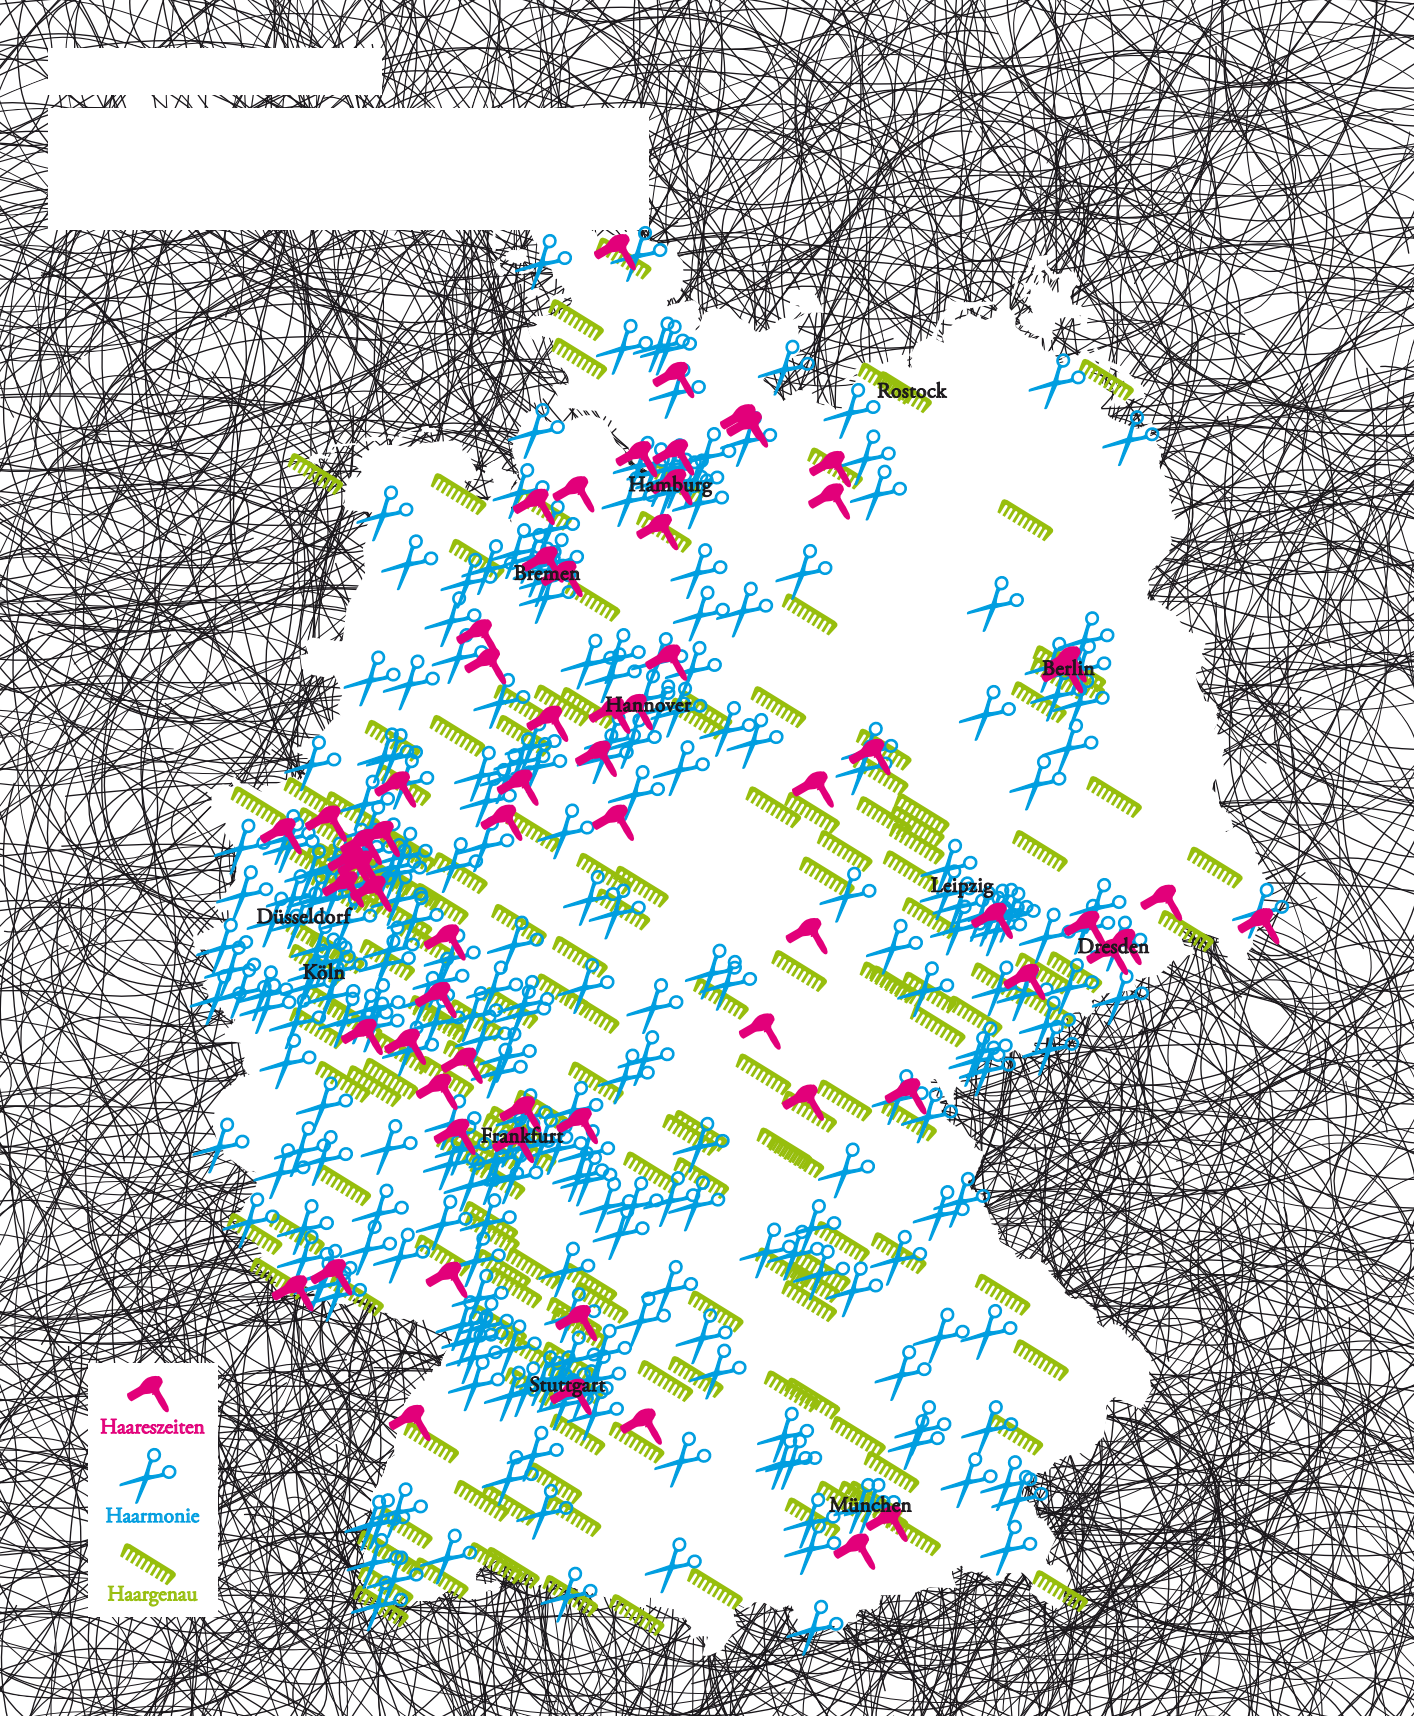 Rostock
Hamburg
Bremen
Berlin
Hannover
Leipzig
Düsseldorf
Dresden
Köln
Frankfurt
Stuttgart
Haareszeiten
München
Haarmonie
Haargenau